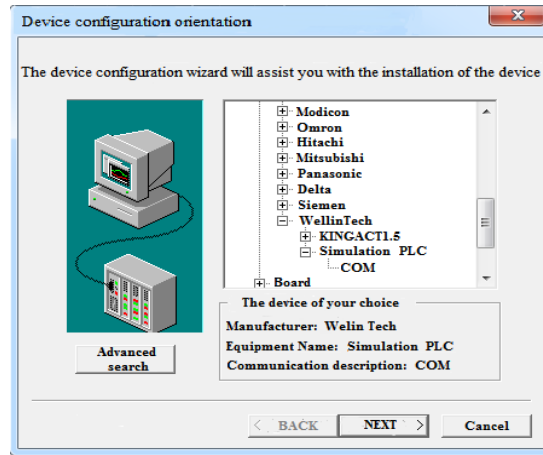 Device configuration orientation
The device configuration wizard will assist you with the installation of the device
Modicon
Omron
Hitachi
Mitsubishi
Panasonic
Delta
Siemen
WellinTech
KINGACT1.5
Simulation PLC
COM
Board
The device of your choice
Manufacturer: Welin Tech
Equipment Name: Simulation PLC
Communication description: COM
Advanced
search
< BACK
NEXT >
Cancel